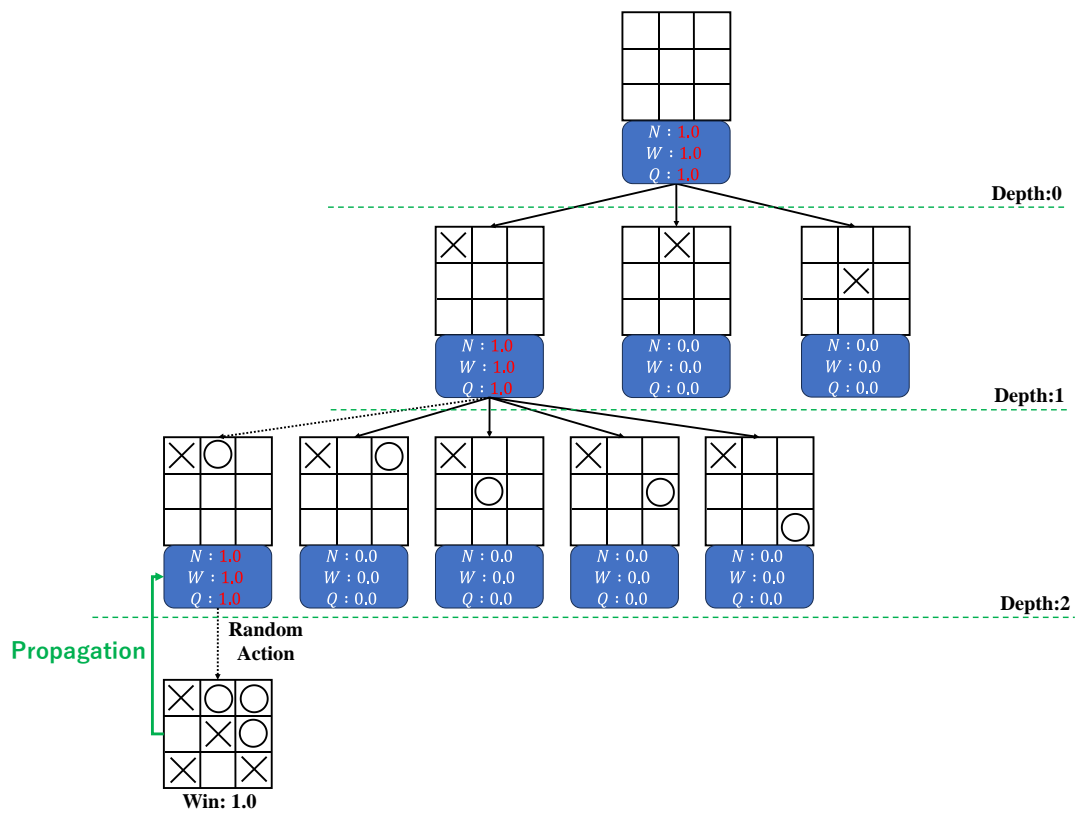 N : 1.0
W : 1.0
Q : 1.0
Depth:0
N : 1.0
W : 1.0
Q : 1.0
N : 0.0
W : 0.0
Q : 0.0
N : 0.0
W : 0.0
Q : 0.0
Depth:1
N : 1.0
W : 1.0
Q : 1.0
N : 0.0
W : 0.0
Q : 0.0
N : 0.0
W : 0.0
Q : 0.0
N : 0.0
W : 0.0
Q : 0.0
N : 0.0
W : 0.0
Q : 0.0
Depth:2
Propagation
Random
Action
Win: 1.0